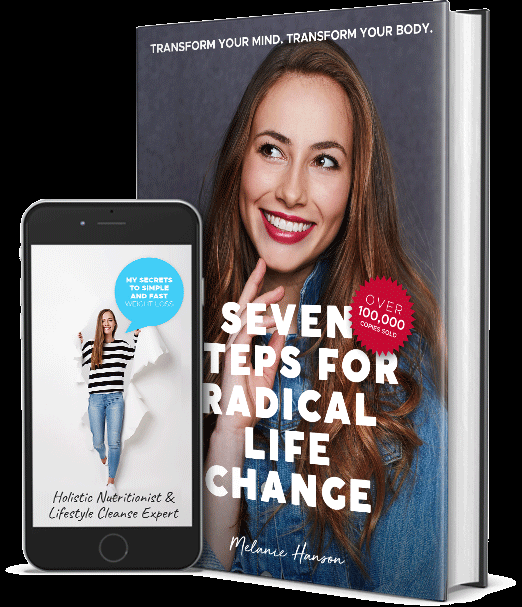 TRANSFORM YOUR MIND. TRANSFORM YOUR BODY.
OVER
100,000
COPIES SOLD
SEVEN
TEPS FOR
RADICAL
LIFE
CHANGE
Melanie Hanson
MY SECRETS
TO SIMPLE
AND FAST
WEIGHT LOSS
Holistic Nutritionist &
Lifestyle Cleanse Expert